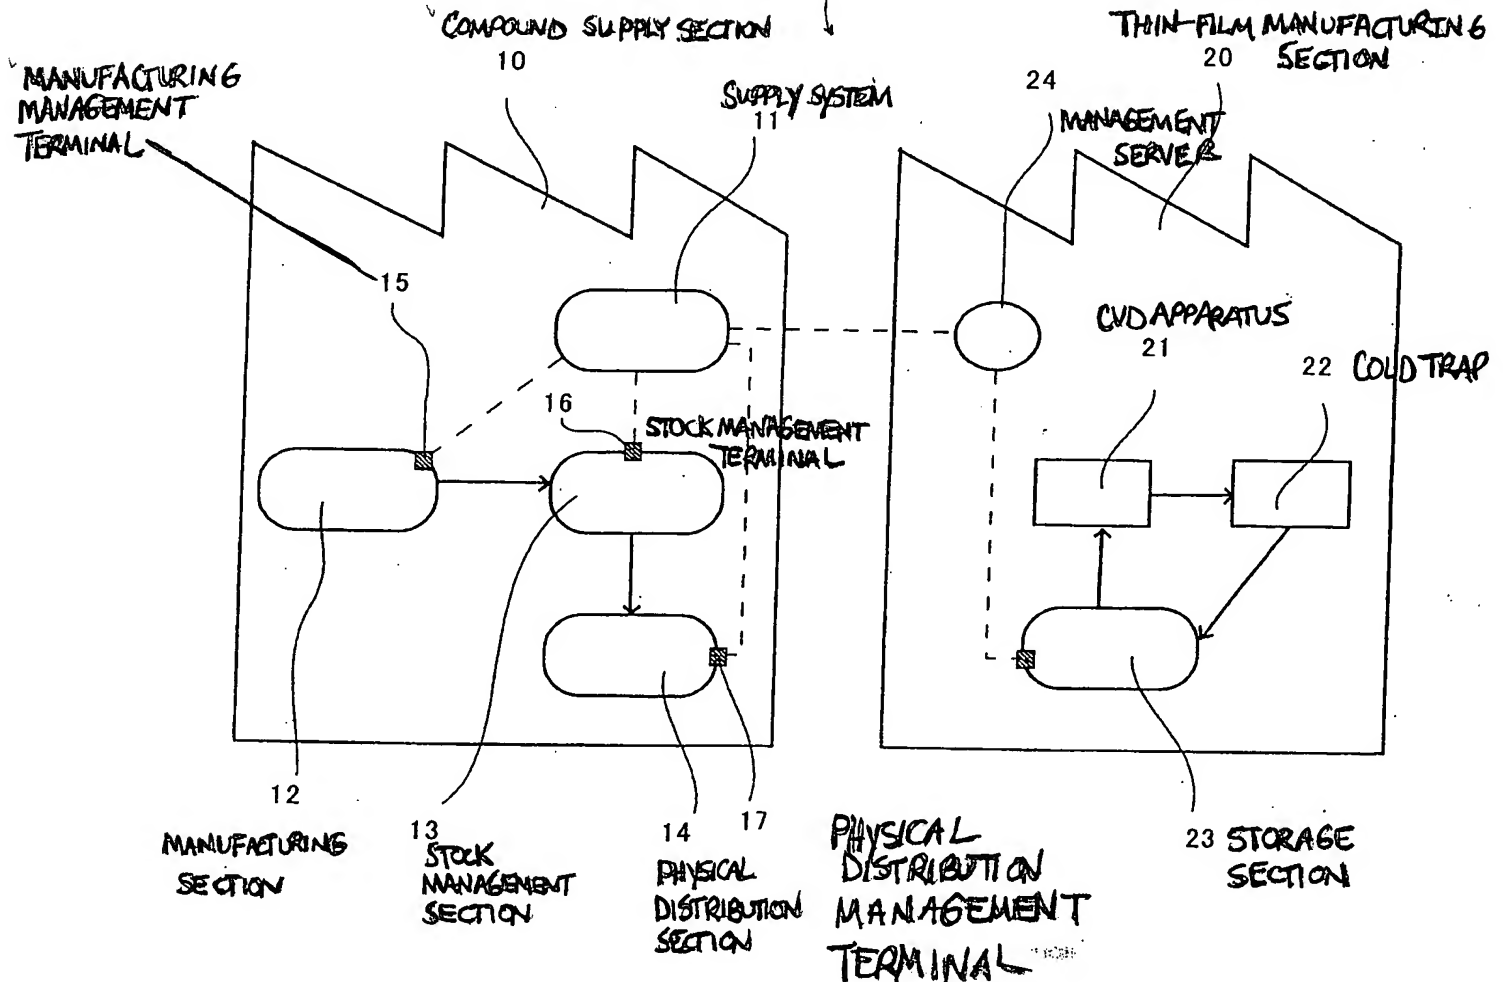 COMPOUND SUPPLY SECTION
10
THIN-FILM MANUFACTURING
SECTION
20
MANUFACTURING
MANAGEMENT
TERMINAL
SUPPLY SYSTEM
11
24
MANAGEMENT
SERVER
15
CVD APPARATUS
21
22 COLD TRAP
16
STOCK MANAGEMENT
TERMINAL
12
MANUFACTURING
SECTION
13
STOCK
MANAGEMENT
SECTION
14
PHYSICAL
DISTRIBUTION
SECTION
17
PHYSICAL
DISTRIBUTION
MANAGEMENT
TERMINAL
23 STORAGE
SECTION